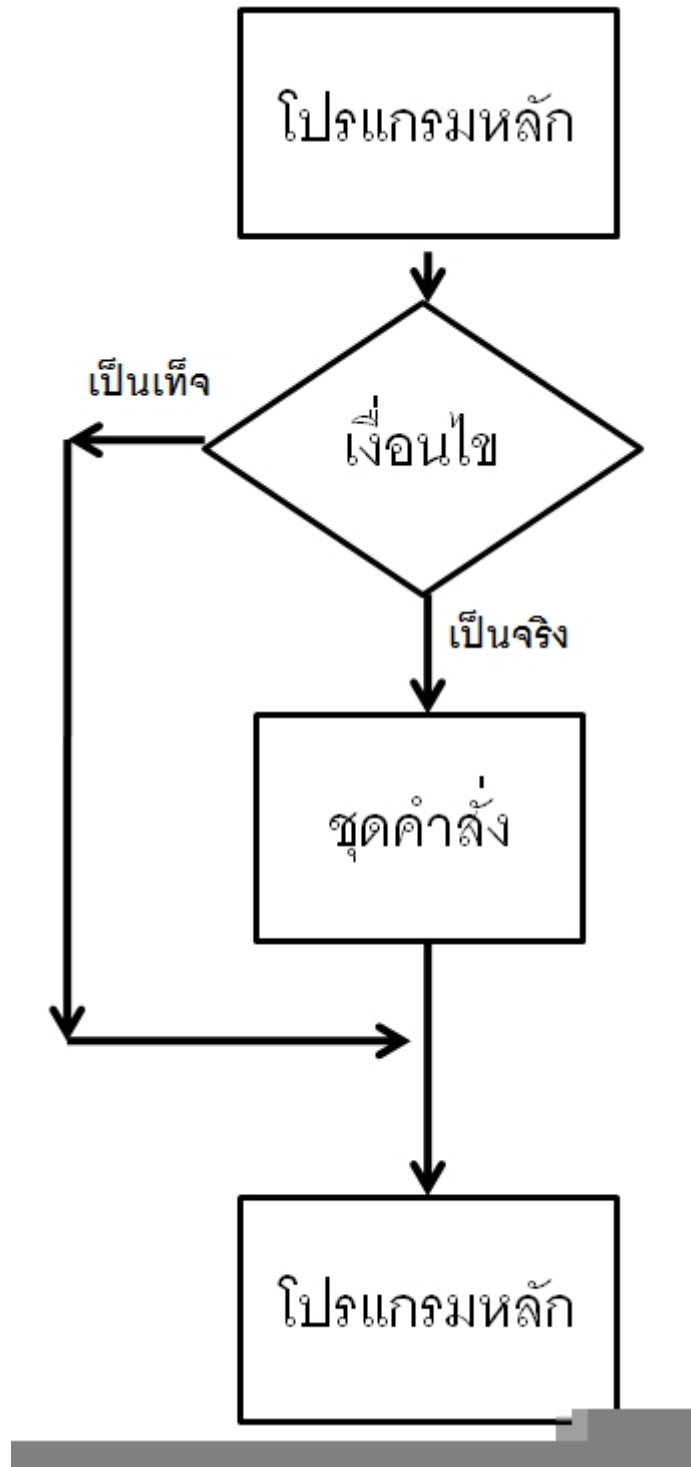 โปรแกรมหลัก
เป็นเท็จ
เงื่อนไข
เป็นจริง
ชุดคำสั่ง
โปรแกรมหลัก